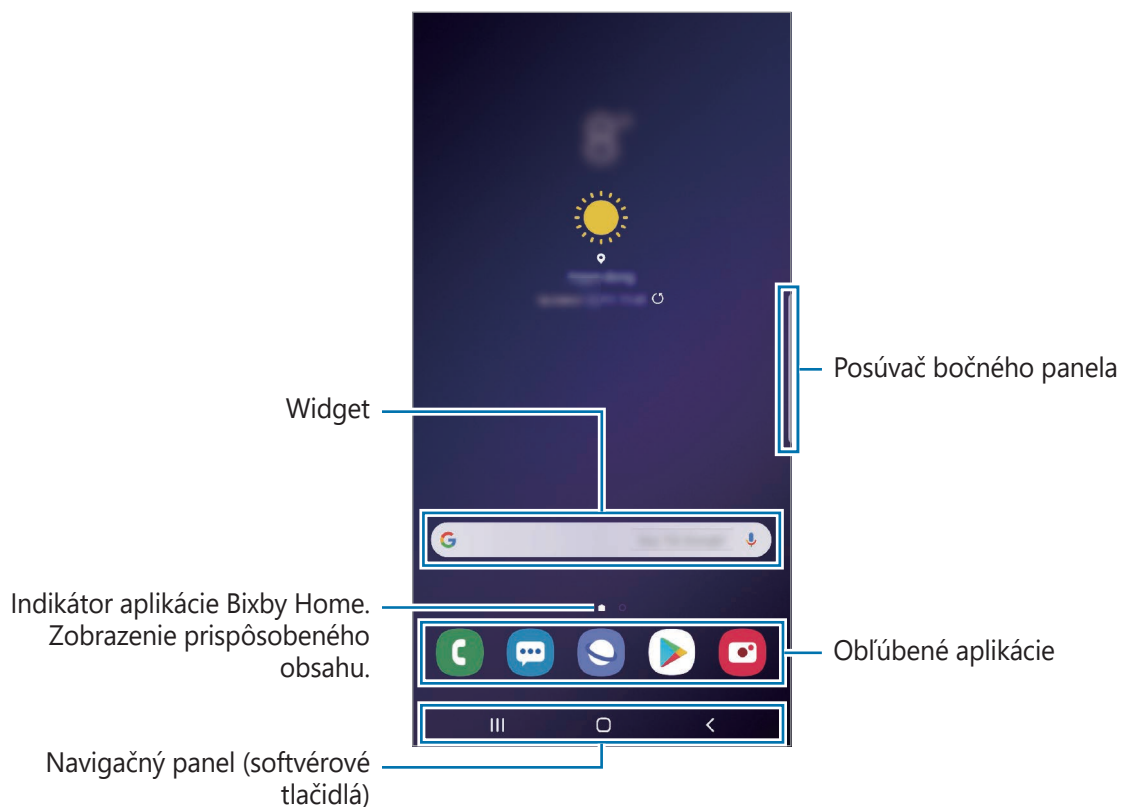 Posúvač bočného panela
Widget
Indikátor aplikácie Bixby Home.
Zobrazenie prispôsobeného
obsahu.
Obľúbené aplikácie
Navigačný panel (softvérové
tlačidlá)